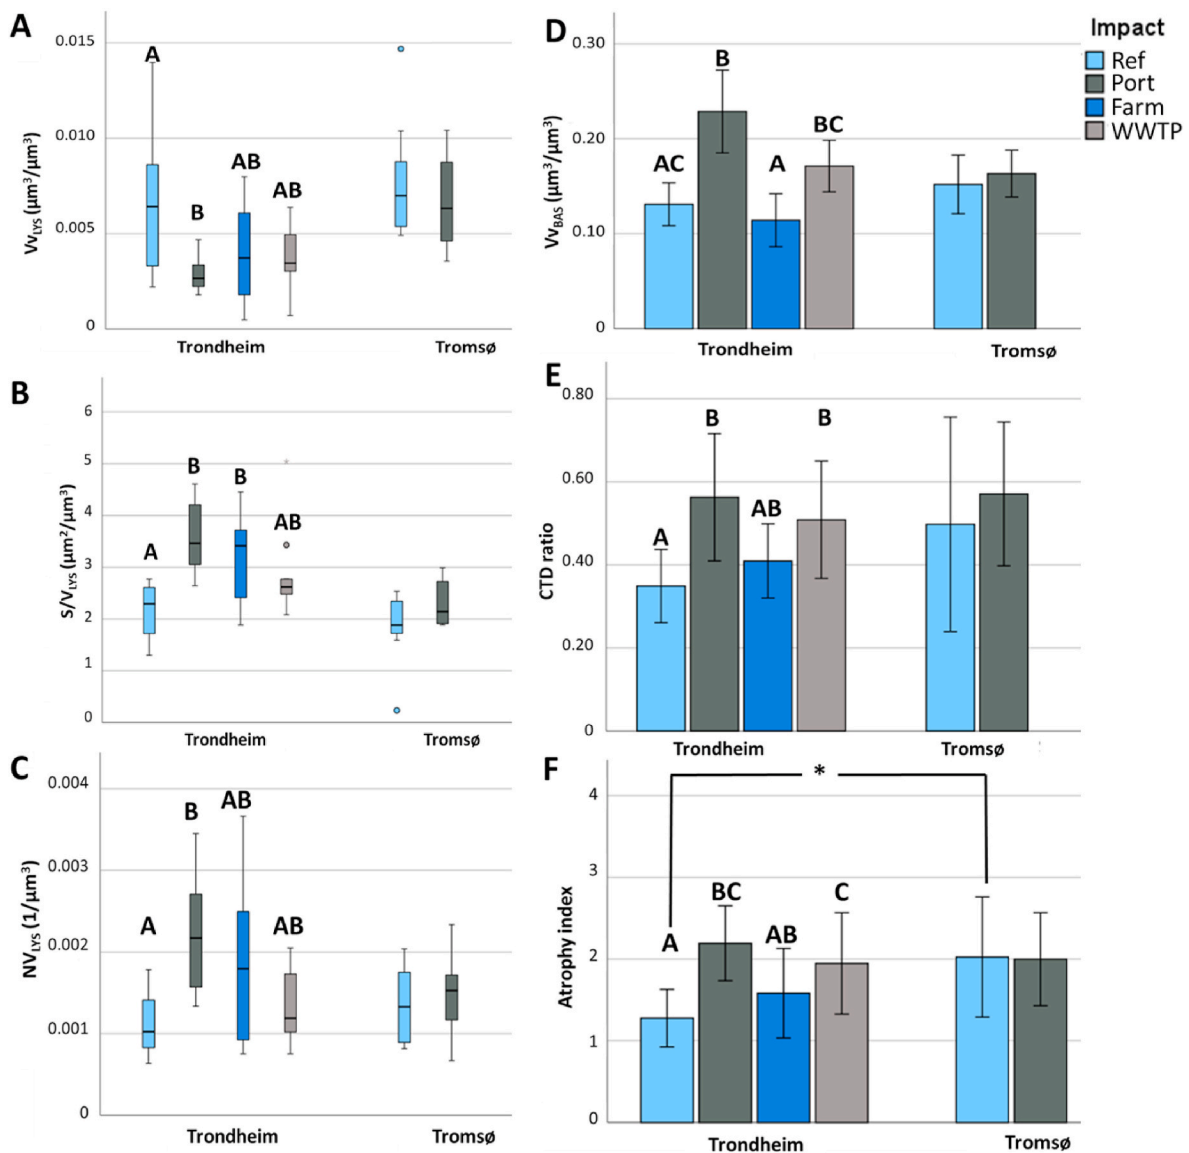 A
VvLYS (µm³/µm³)
0.015
0.010
0.005
0
A
B
AB
AB
Trondheim
Tromsø
B
S/VLYS (µm²/µm³)
6
5
4
3
2
1
0
A
B
B
AB
Trondheim
Tromsø
C
NVLYS (1/µm³)
0.004
0.003
0.002
0.001
0
A
B
AB
AB
Trondheim
Tromsø
D
VvBAS (µm³/µm³)
0.30
0.20
0.10
0
AC
B
A
BC
Trondheim
Tromsø
Impact
Ref
Port
Farm
WWTP
E
CTD ratio
0.80
0.60
0.40
0.20
0
A
B
AB
B
Trondheim
Tromsø
F
Atrophy index
4
3
2
1
0
*
A
BC
AB
C
Trondheim
Tromsø